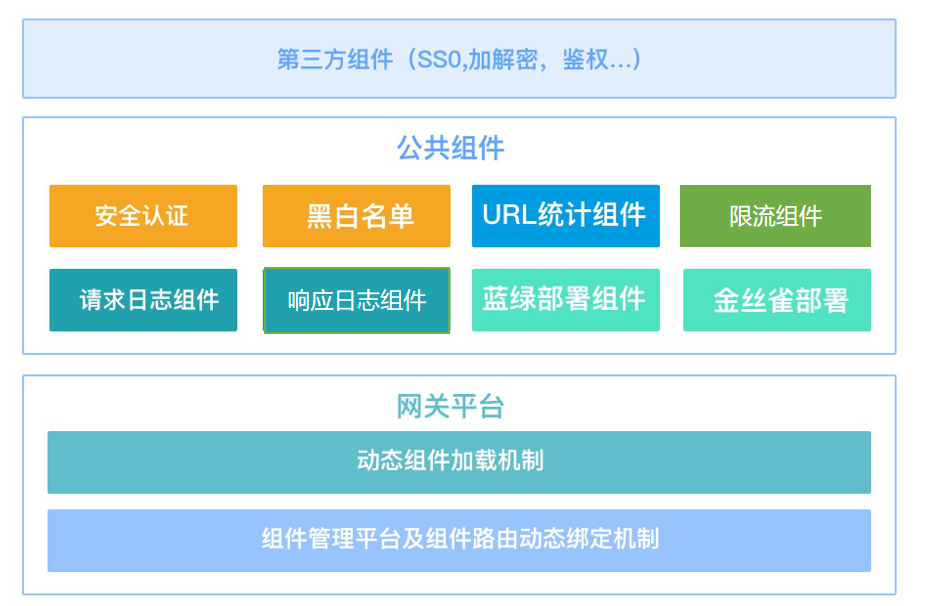 第三方组件（SS0,加解密，鉴权...)
公共组件
安全认证
黑白名单
URL统计组件
限流组件
请求日志组件
响应日志组件
蓝绿部署组件
金丝雀部署
网关平台
动态组件加载机制
组件管理平台及组件路由动态绑定机制